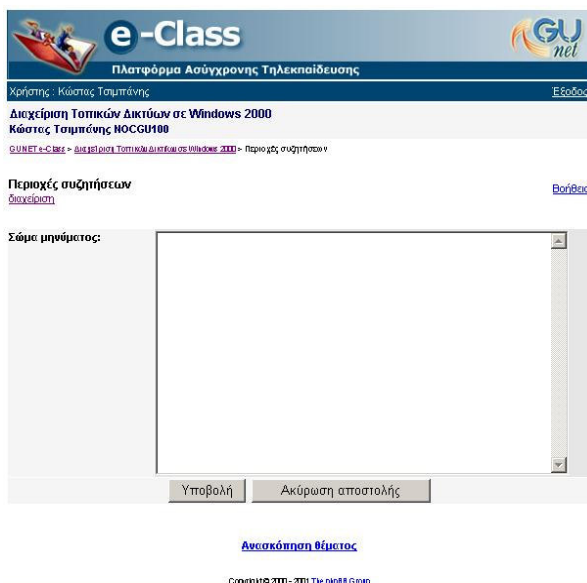 e-Class
GUnet
Πλατφόρμα Ασύγχρονης Τηλεκπαίδευσης
Χρήστης : Κώστας Τσιμπάνης
Έξοδος
Διαχείριση Τοπικών Δικτύων σε Windows 2000
Κώστας Τσιμπάνης NOCGU100
GUNET e-Class > Διαχείριση Τοπικών Δικτύων σε Windows 2000 > Περιοχές συζητήσεων
Περιοχές συζητήσεων
διαχείριση
Βοήθεια
Σώμα μηνύματος:
Υποβολή
Ακύρωση αποστολής
Ανασκόπηση θέματος
Copyright © 2000 - 2001 The phpBB Group